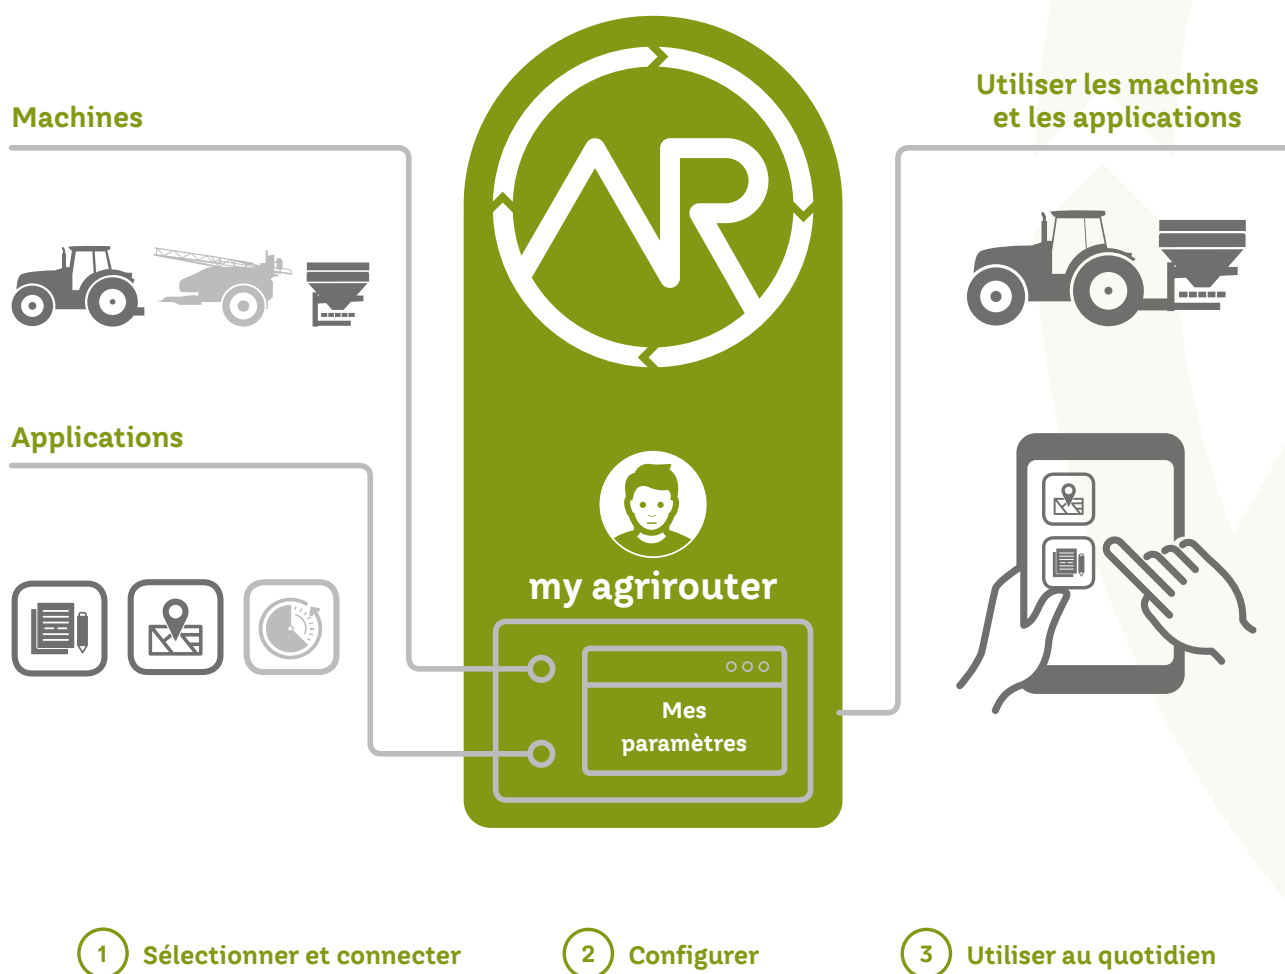 Machines
Applications
AR
my agrirouter
Mes
paramètres
Utiliser les machines
et les applications
1 Sélectionner et connecter
2 Configurer
3 Utiliser au quotidien